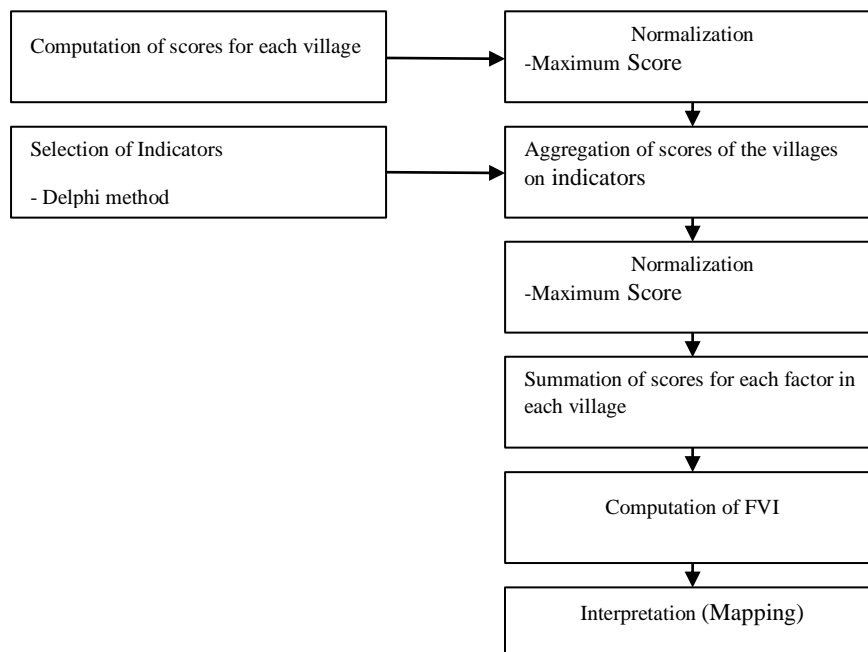 Computation of scores for each village
Normalization
-Maximum Score
Selection of Indicators
- Delphi method
Aggregation of scores of the villages
on indicators
Normalization
-Maximum Score
Summation of scores for each factor in
each village
Computation of FVI
Interpretation (Mapping)